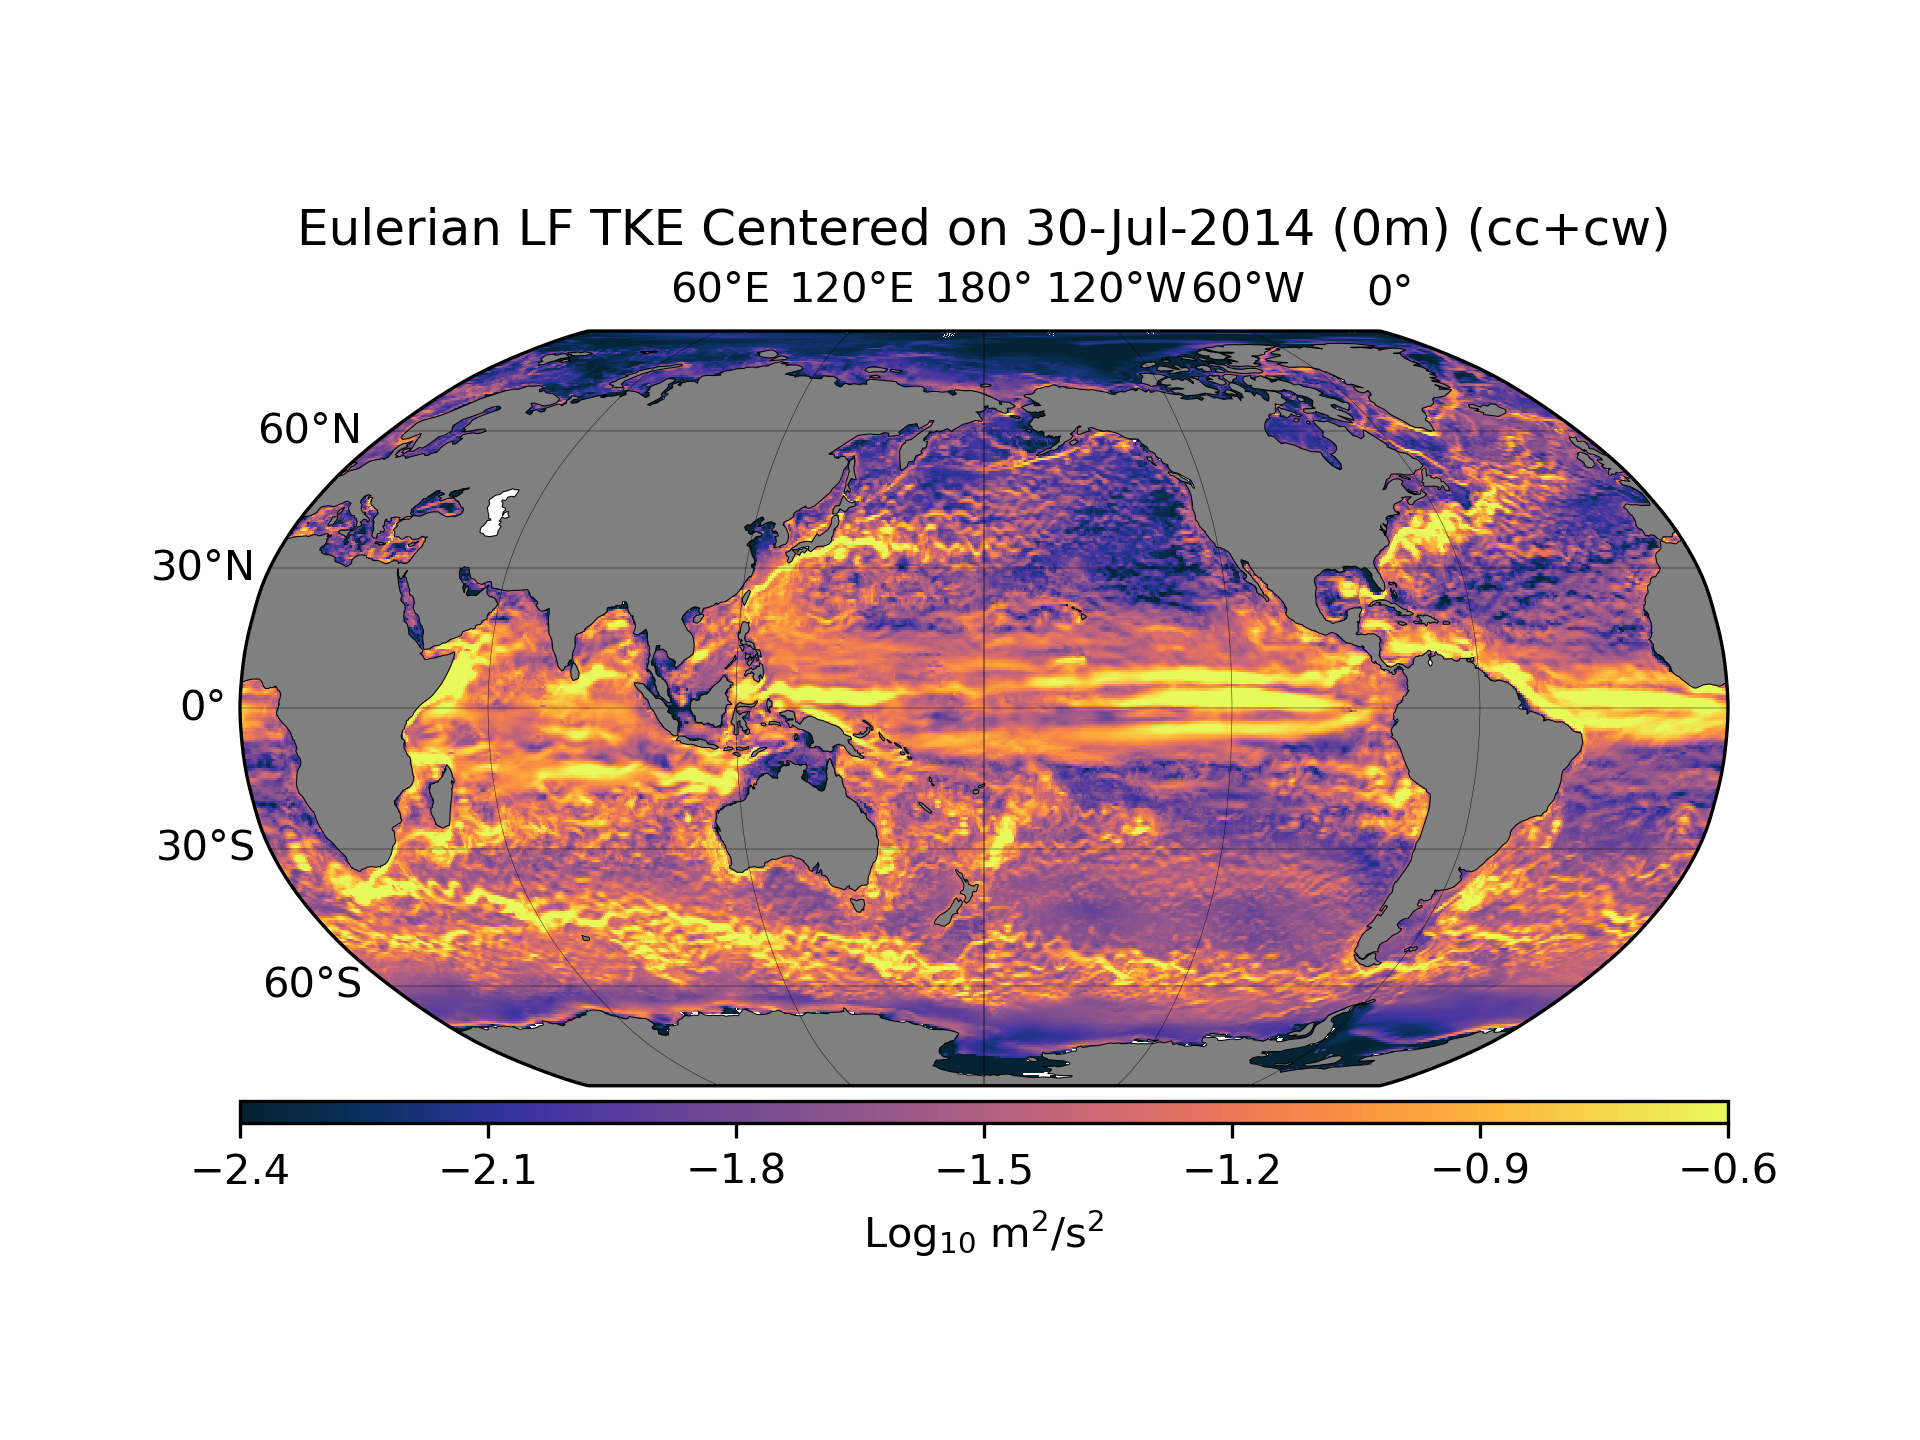 Eulerian LF TKE Centered on 30-Jul-2014 (0m) (cc+cw)
60°E 120°E 180° 120°W 60°W 0°
60°N
30°N
0°
30°S
60°S
−2.4 −2.1 −1.8 −1.5 −1.2 −0.9 −0.6
Log₁₀ m²/s²